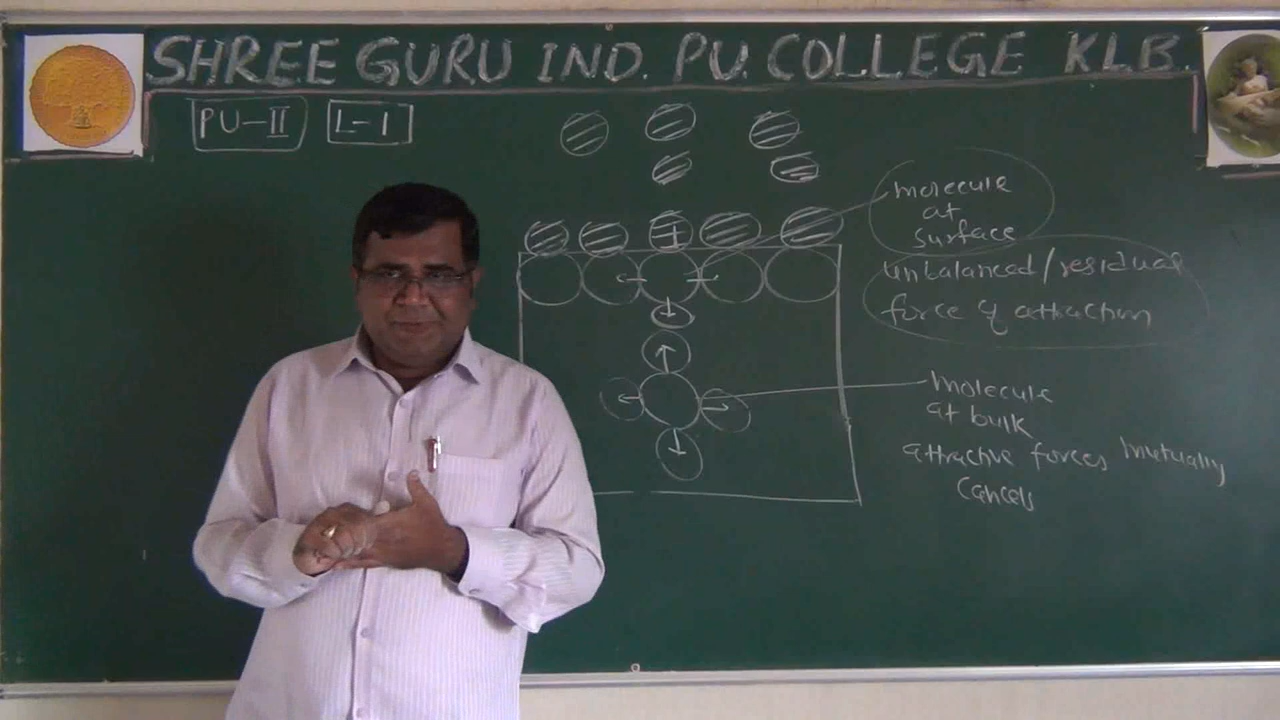 SHREE GURU IND. PU. COLLEGE KLB.
PU-II L-1
molecule
at
surface
unbalanced/residual
force of attraction
molecule
at bulk
attractive forces mutually
cancels